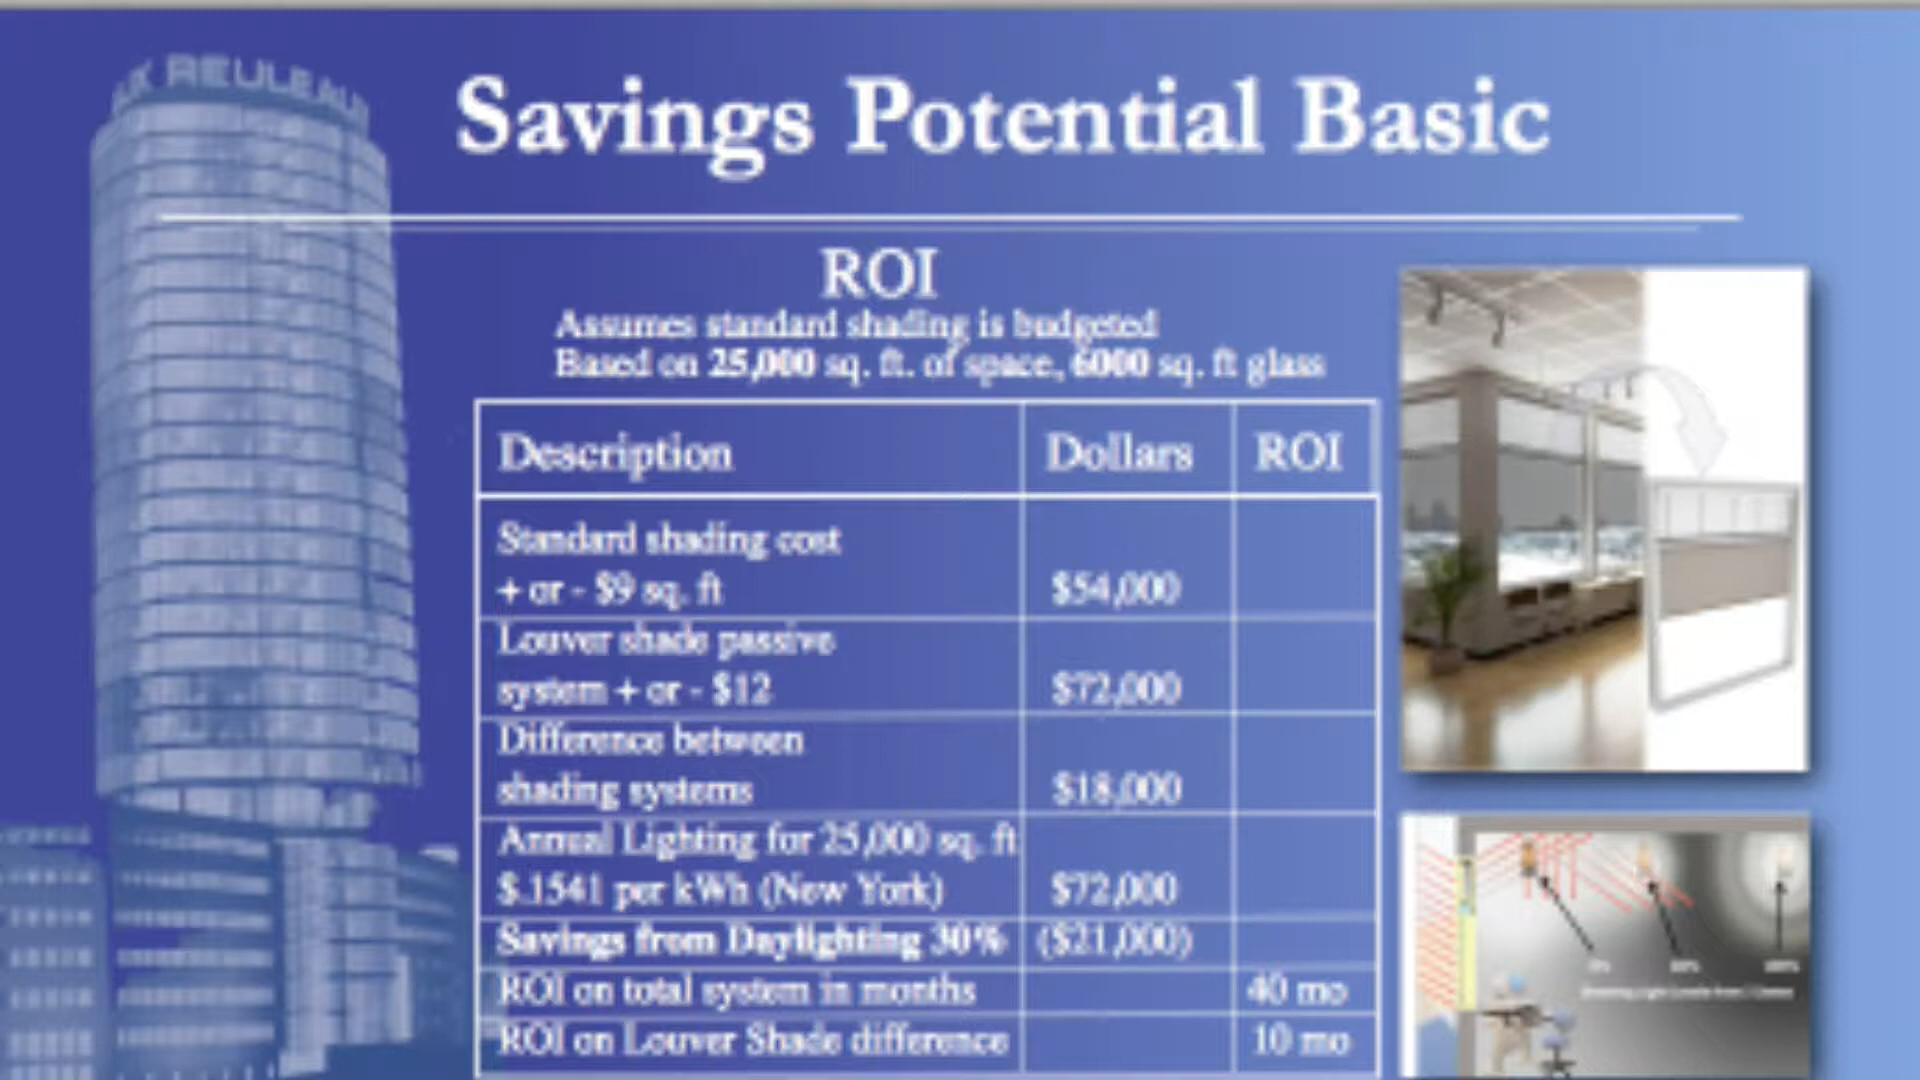 REULEAUX
Savings Potential Basic
ROI
Assumes standard shading is budgeted
Based on 25,000 sq. ft. of space, 6000 sq. ft glass
Description Dollars ROI
Standard shading cost
+ or - $9 sq. ft $54,000
Louver shade passive
system + or - $12 $72,000
Difference between
shading systems $18,000
Annual Lighting for 25,000 sq. ft
$.1541 per kWh (New York) $72,000
Savings from Daylighting 30% ($21,000)
ROI on total system in months 40 mo
ROI on Louver Shade difference 10 mo